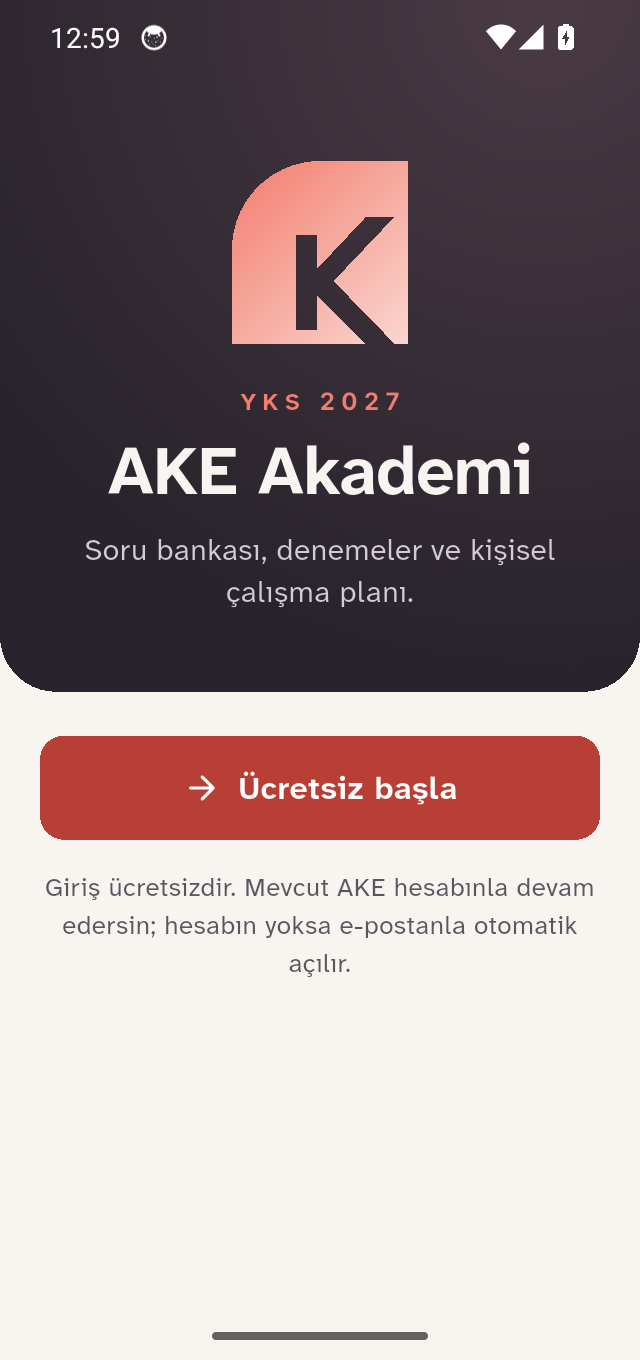 12:59
K
YKS 2027
AKE Akademi
Soru bankası, denemeler ve kişisel
çalışma planı.
Ücretsiz başla
Giriş ücretsizdir. Mevcut AKE hesabınla devam
edersin; hesabın yoksa e-postanla otomatik
açılır.